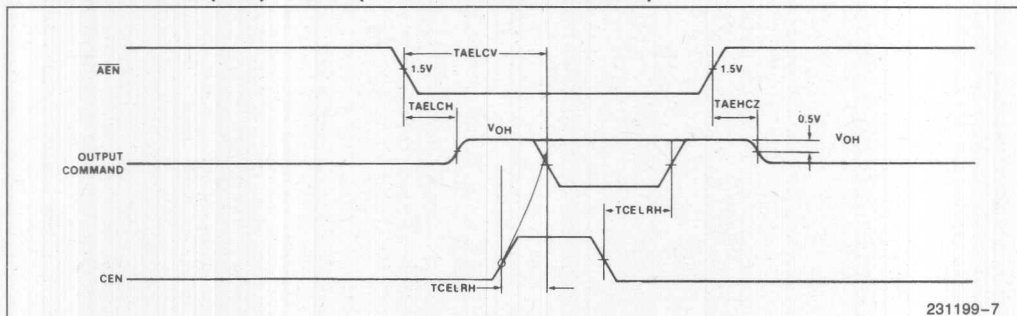 AEN
1.5V
TAELCV
1.5V
TAELCH
TAEHCZ
0.5V
VOH
VOH
OUTPUT
COMMAND
TCELRH
CEN
TCELRH
231199-7